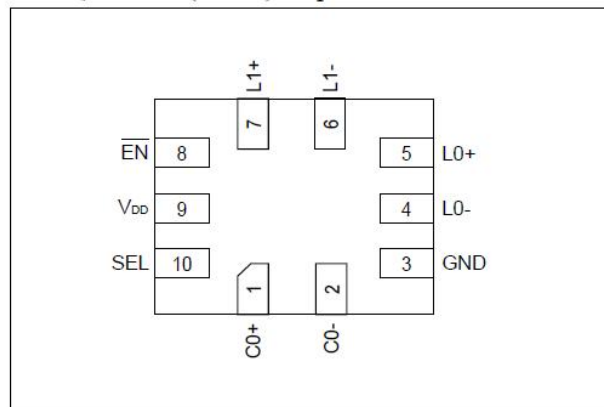 L1+ L1-
7 6
EN 8 5 L0+
VDD 9 4 L0-
SEL 10 3 GND
1 2
C0+ C0-